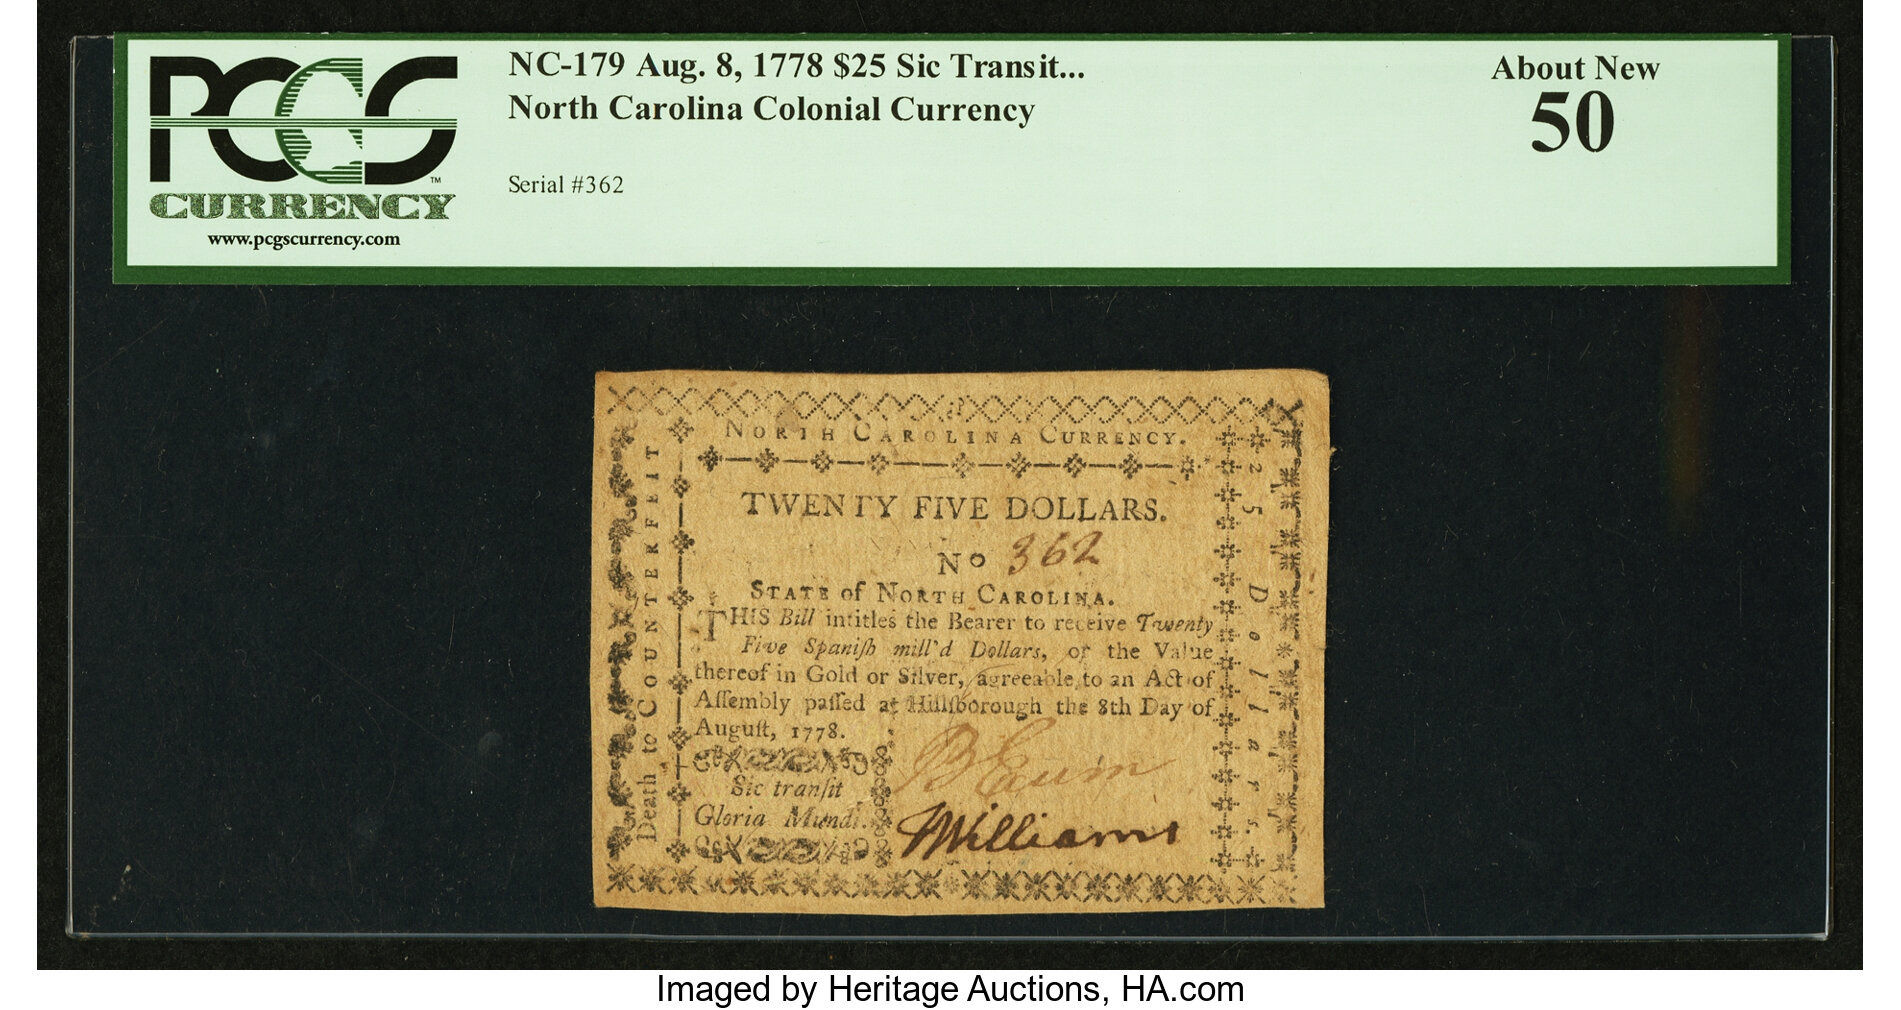 PCGS
CURRENCY™
www.pcgscurrency.com
NC-179 Aug. 8, 1778 $25 Sic Transit...
North Carolina Colonial Currency
Serial #362
About New
50
NORTH CAROLINA CURRENCY.
TWENTY FIVE DOLLARS.
No 362
STATE of NORTH CAROLINA.
THIS Bill intitles the Bearer to receive Twenty
Five Spaniſh mill'd Dollars, or the Value
thereof in Gold or Silver, agreeable to an Act of
Aſſembly paſſed at Hillſborough the 8th Day of
Auguſt, 1778.
Sic tranſit
Gloria Mundi.
Williams
Death to COUNTERFEIT
25 Dollars.
Imaged by Heritage Auctions, HA.com